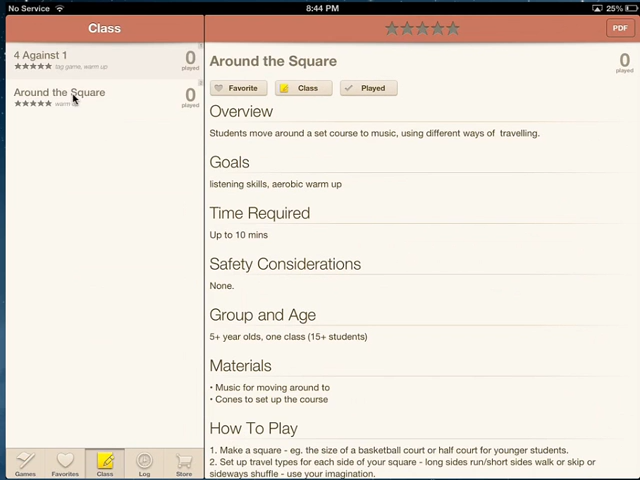 No Service 8:44 PM 25%
Class
PDF
4 Against 1
tag game, warm up
0
played
Around the Square
warm
0
played
Around the Square
0
played
Favorite Class Played
Overview
Students move around a set course to music, using different ways of travelling.
Goals
listening skills, aerobic warm up
Time Required
Up to 10 mins
Safety Considerations
None.
Group and Age
5+ year olds, one class (15+ students)
Materials
• Music for moving around to
• Cones to set up the course
How To Play
1. Make a square - eg. the size of a basketball court or half court for younger students.
2. Set up travel types for each side of your square - long sides run/short sides walk or skip or
sideways shuffle - use your imagination.
Games Favorites Class Log Store